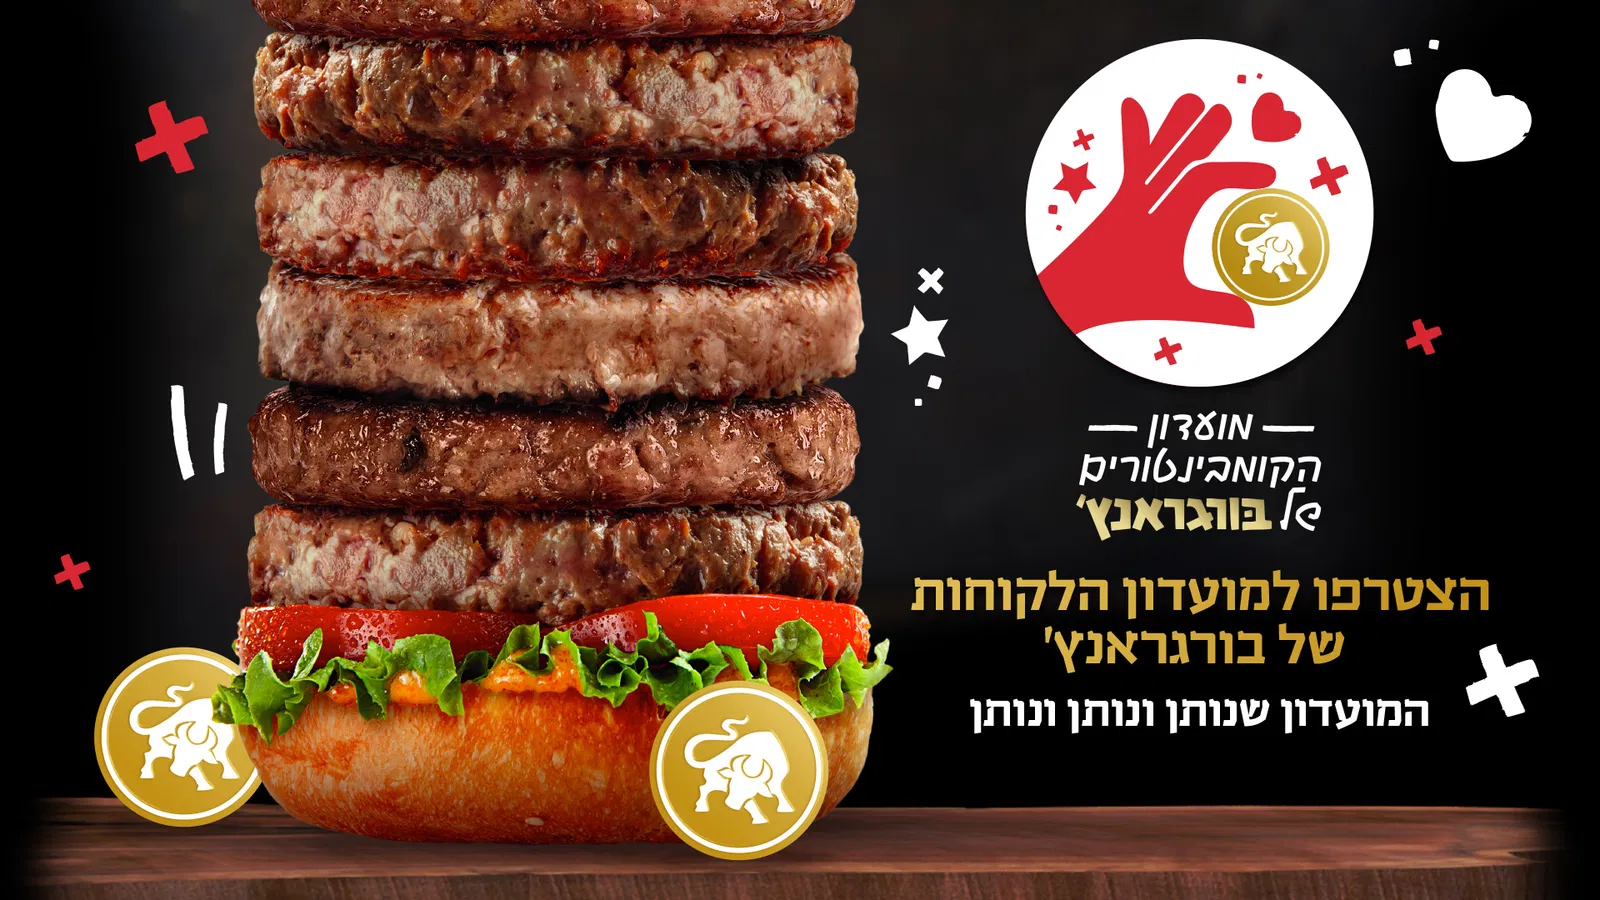 מועדון
הקומבינטורים
של בורגראנץ'
הצטרפו למועדון הלקוחות
של בורגראנץ'
המועדון שנותן ונותן ונותן